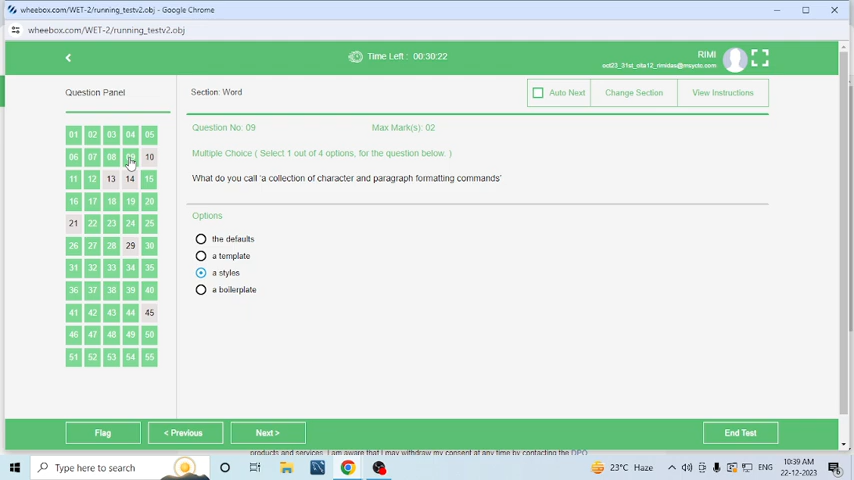 wheebox.com/WET-2/running_testv2.obj - Google Chrome
wheebox.com/WET-2/running_testv2.obj
Time Left : 00:30:22
RIMI
oct23_31st_oita12_rimidas@msyctc.com
Question Panel
Section: Word
Auto Next
Change Section
View Instructions
Question No. 09
Max Mark(s): 02
Multiple Choice ( Select 1 out of 4 options, for the question below. )
What do you call 'a collection of character and paragraph formatting commands'
01 02 03 04 05
06 07 08 09 10
11 12 13 14 15
16 17 18 19 20
21 22 23 24 25
26 27 28 29 30
31 32 33 34 35
36 37 38 39 40
41 42 43 44 45
46 47 48 49 50
51 52 53 54 55
Options
the defaults
a template
a styles
a boilerplate
Flag
< Previous
Next >
End Test
products and services. I am aware that I may withdraw my consent at any time by contacting the DPO
Type here to search
23°C Haze
ENG
10:39 AM
22-12-2023